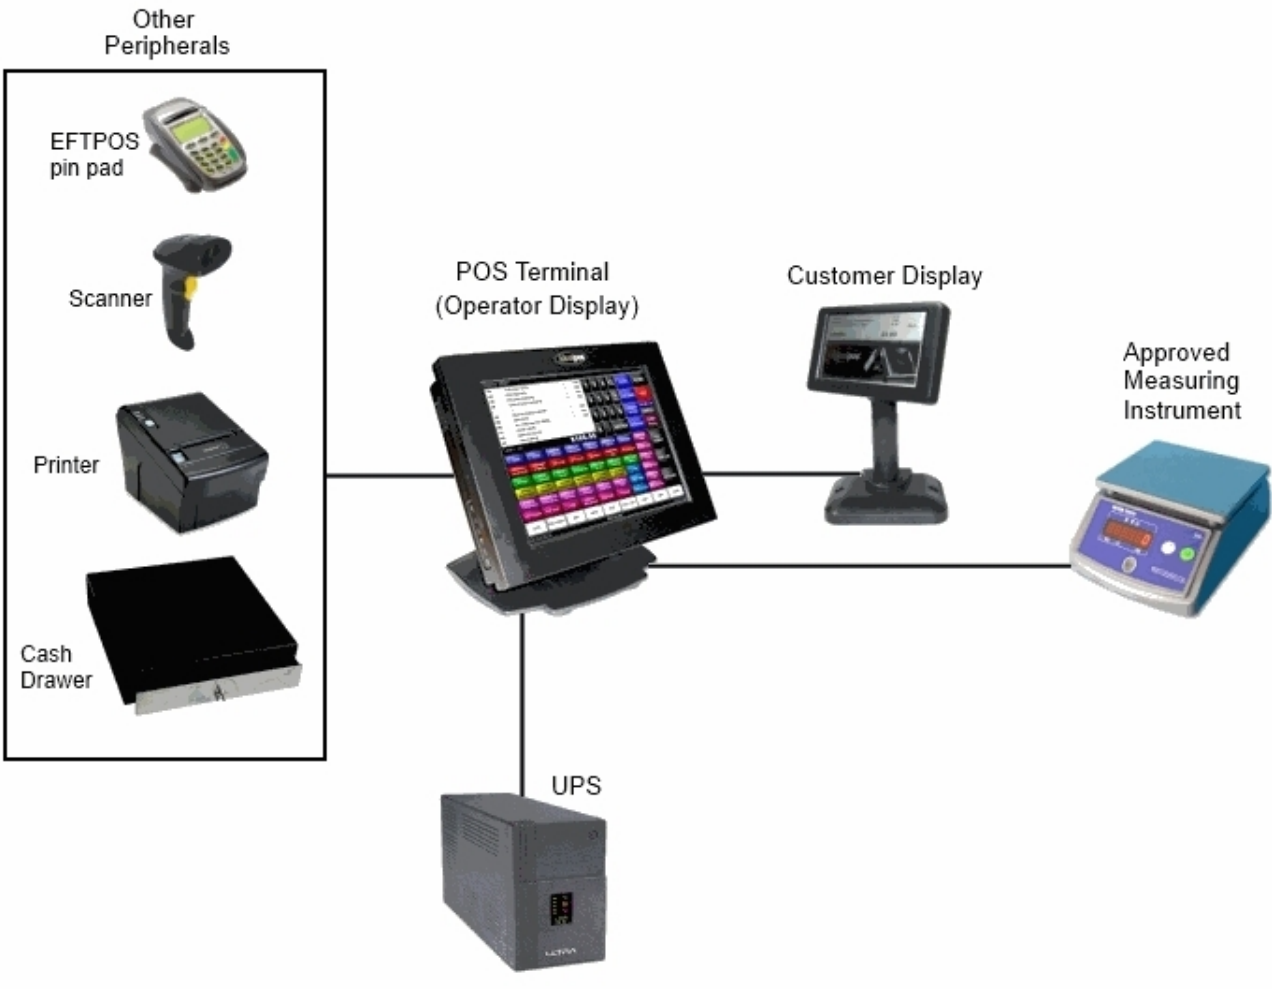 Other
Peripherals
EFTPOS
pin pad
Scanner
Printer
Cash
Drawer
POS Terminal
(Operator Display)
Customer Display
Approved
Measuring
Instrument
UPS
ULTRA